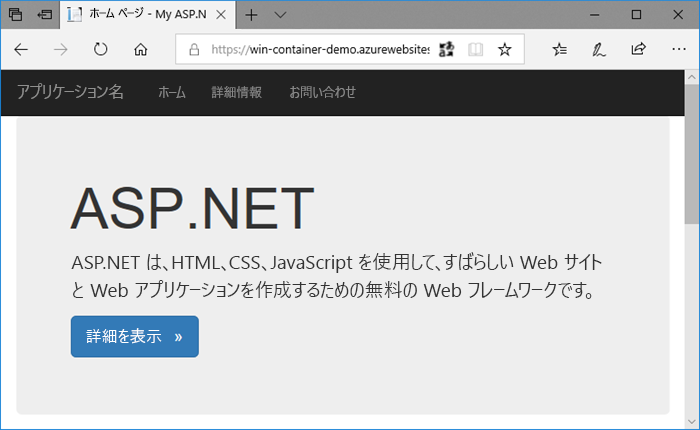 ホーム ページ - My ASP.N
https://win-container-demo.azurewebsites
アプリケーション名 ホーム 詳細情報 お問い合わせ
ASP.NET
ASP.NET は、HTML、CSS、JavaScript を使用して、すばらしい Web サイト
と Web アプリケーションを作成するための無料の Web フレームワークです。
詳細を表示 »